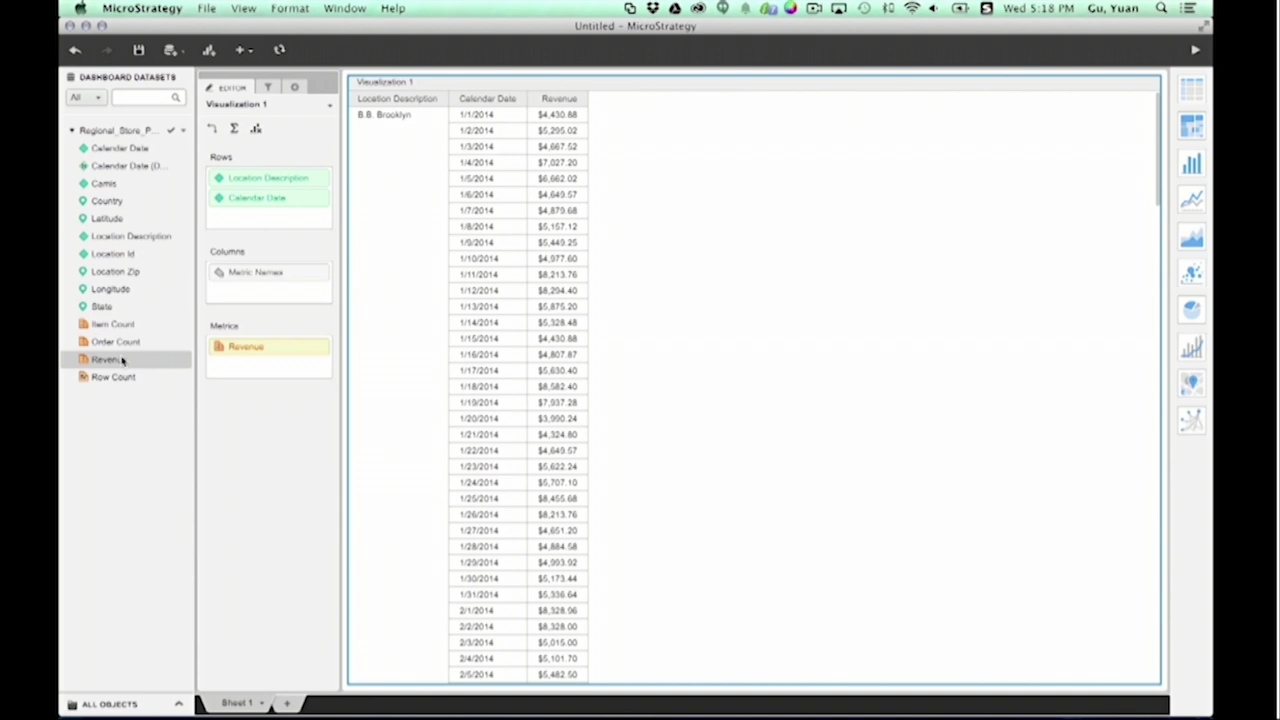 MicroStrategy File View Format Window Help Wed 5:18 PM Gu, Yuan
Untitled - MicroStrategy
DASHBOARD DATASETS
All
Regional_Store_P...
Calendar Date
Calendar Date (D...
Camis
Country
Latitude
Location Description
Location Id
Location Zip
Longitude
State
Item Count
Order Count
Revenue
Row Count
ALL OBJECTS
EDITOR
Visualization 1
Rows
Location Description
Calendar Date
Columns
Metric Names
Metrics
Revenue
Visualization 1
Location Description Calendar Date Revenue
B.B. Brooklyn 1/1/2014 $4,430.88
1/2/2014 $5,295.02
1/3/2014 $4,667.52
1/4/2014 $7,027.20
1/5/2014 $6,662.02
1/6/2014 $4,649.57
1/7/2014 $4,879.68
1/8/2014 $5,157.12
1/9/2014 $5,449.25
1/10/2014 $4,977.60
1/11/2014 $8,213.76
1/12/2014 $8,294.40
1/13/2014 $5,875.20
1/14/2014 $5,328.48
1/15/2014 $4,430.88
1/16/2014 $4,807.87
1/17/2014 $5,630.40
1/18/2014 $8,582.40
1/19/2014 $7,937.28
1/20/2014 $3,990.24
1/21/2014 $4,324.80
1/22/2014 $4,649.57
1/23/2014 $5,622.24
1/24/2014 $5,707.10
1/25/2014 $8,455.68
1/26/2014 $8,213.76
1/27/2014 $4,651.20
1/28/2014 $4,884.58
1/29/2014 $4,993.92
1/30/2014 $5,173.44
1/31/2014 $5,336.64
2/1/2014 $8,328.96
2/2/2014 $8,328.00
2/3/2014 $5,015.00
2/4/2014 $5,101.70
2/5/2014 $5,482.50
Sheet 1